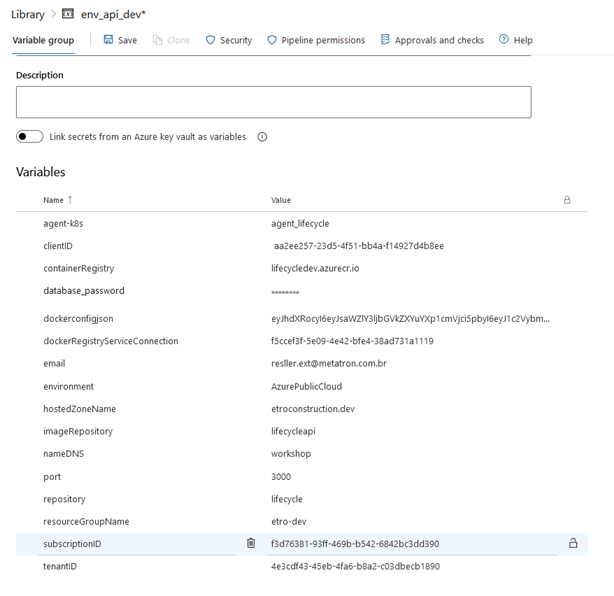 Library > env_api_dev*
Variable group Save Clone Security Pipeline permissions Approvals and checks Help
Description
Link secrets from an Azure key vault as variables
Variables
Name ↑ Value
agent-k8s agent_lifecycle
clientID aa2ee257-23d5-4f51-bb4a-f14927d4b8ee
containerRegistry lifecycledev.azurecr.io
database_password ********
dockerconfigjson eyJhdXRocyI6eyJsaWZlY3ljbGVkZXYuYXp1cmVjci5pbyI6eyJ1c2Vybm...
dockerRegistryServiceConnection f5ccef3f-5e09-4e42-bfe4-38ad731a1119
email resller.ext@metatron.com.br
environment AzurePublicCloud
hostedZoneName etroconstruction.dev
imageRepository lifecycleapi
nameDNS workshop
port 3000
repository lifecycle
resourceGroupName etro-dev
subscriptionID f3d76381-93ff-469b-b542-6842bc3dd390
tenantID 4e3cdf43-45eb-4fa6-b8a2-c03dbecb1890